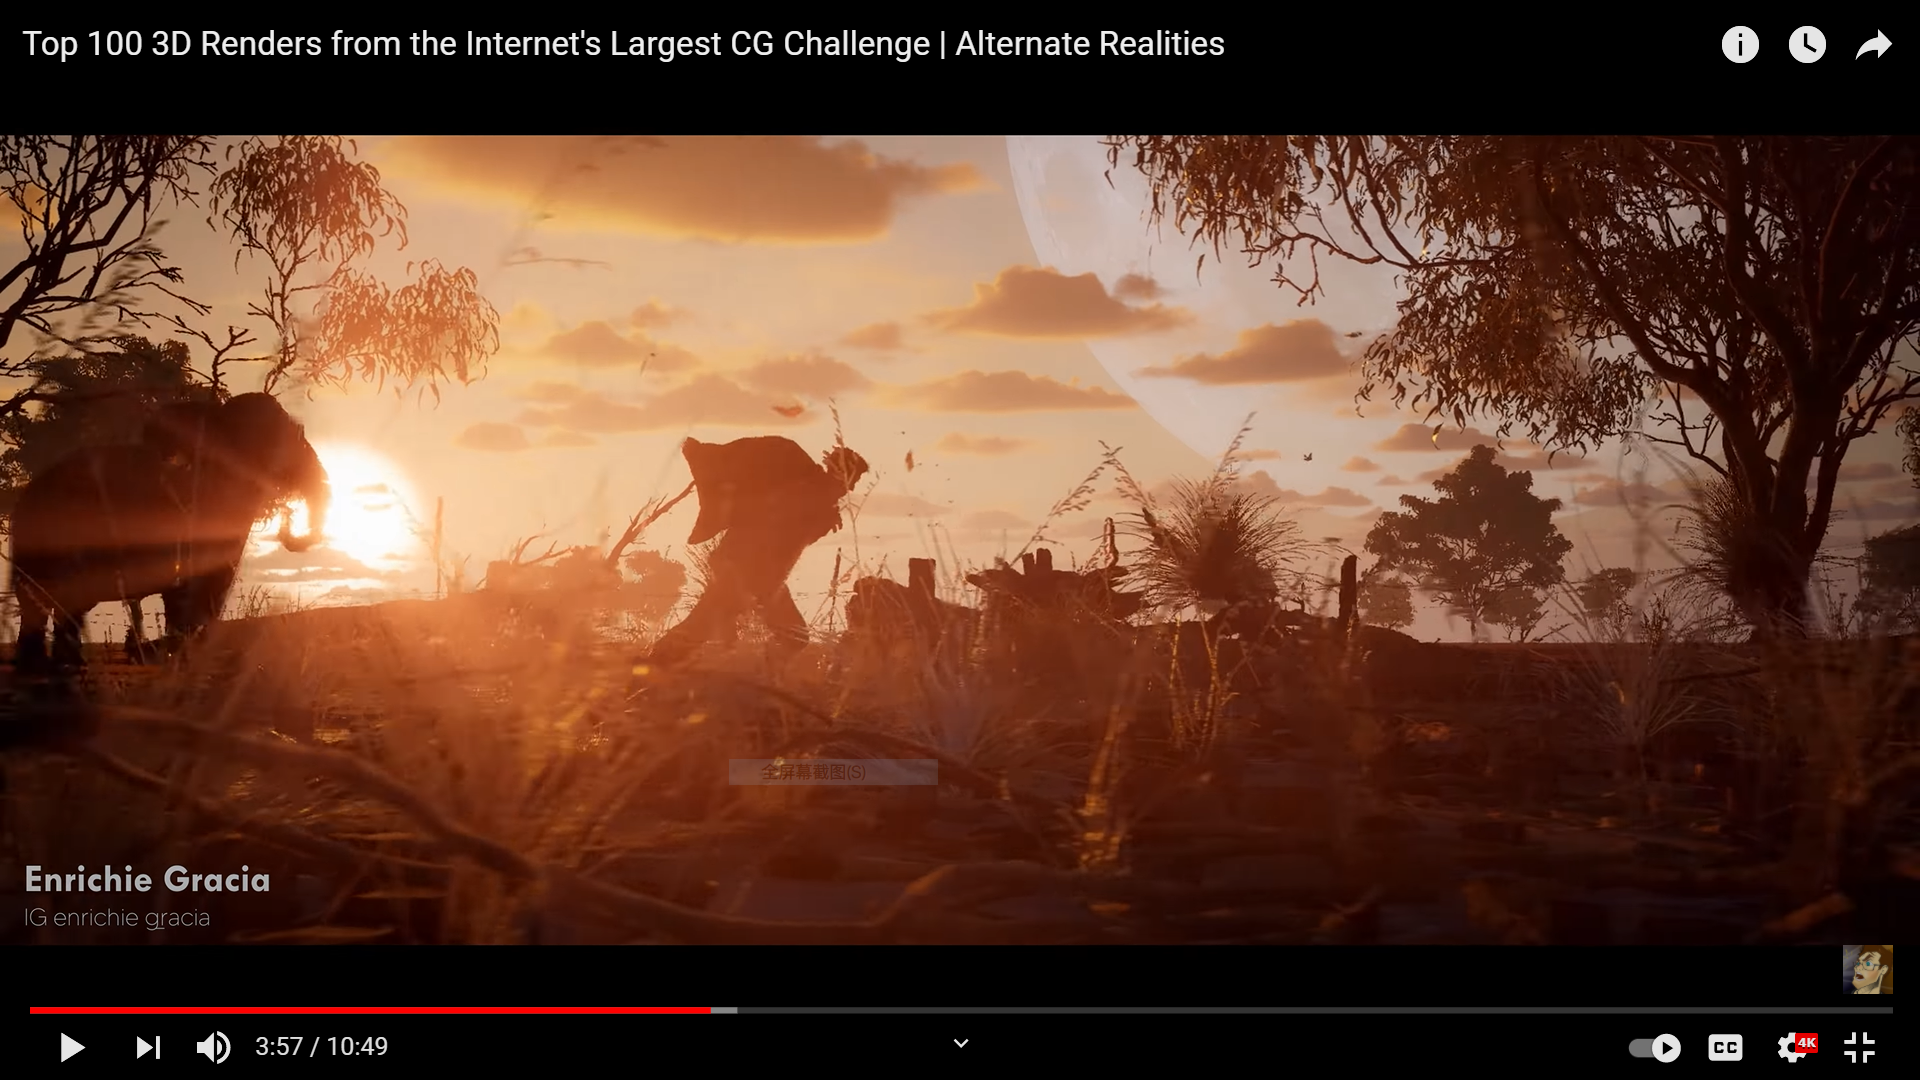 Top 100 3D Renders from the Internet's Largest CG Challenge | Alternate Realities
全屏幕截图(S)
Enrichie Gracia
IG enrichie gracia
3:57 / 10:49
CC
4K